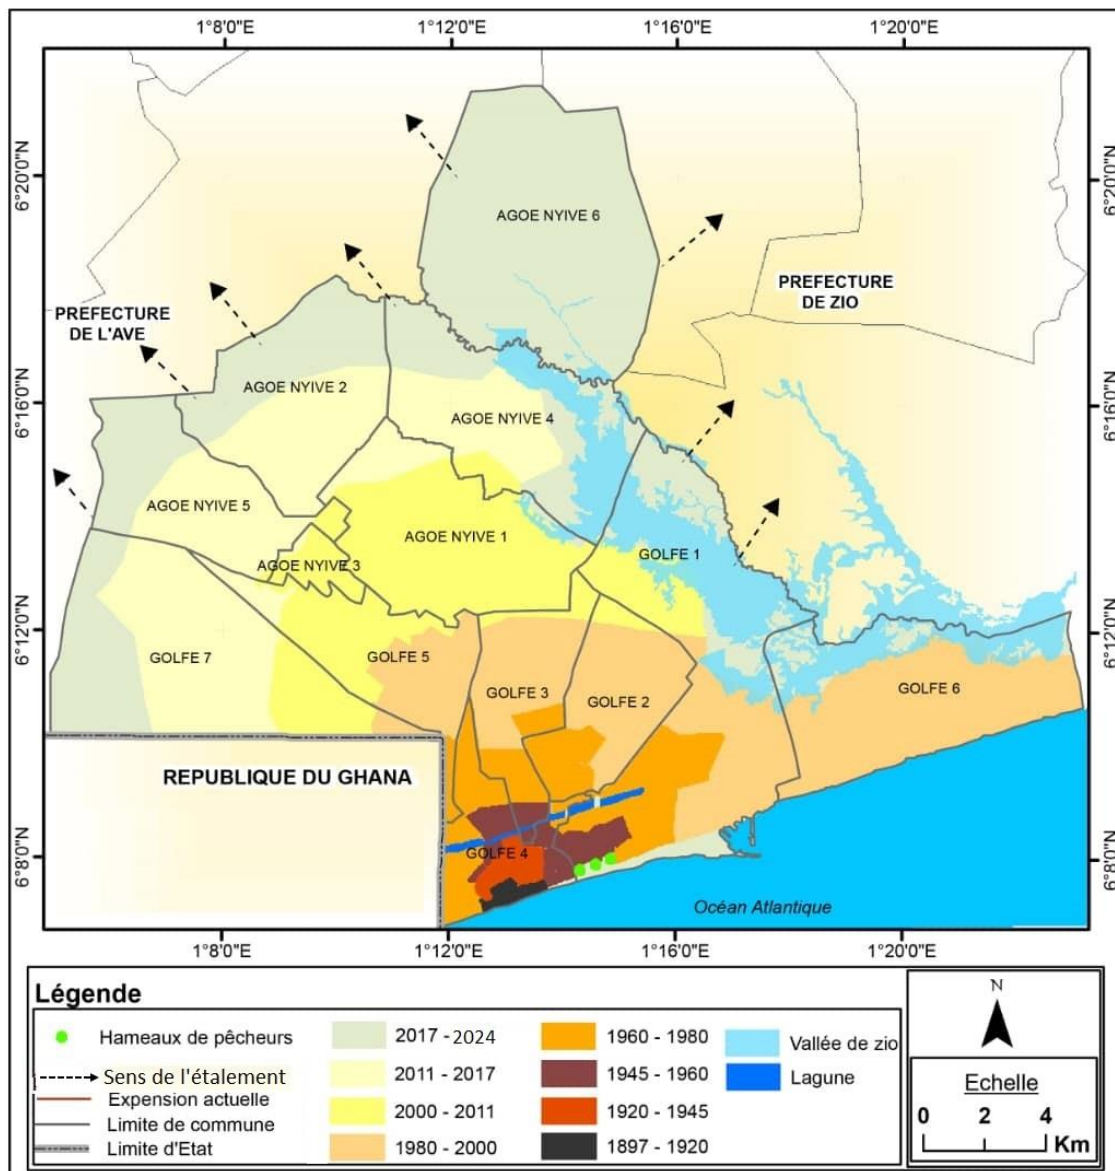 1°8'0"E 1°12'0"E 1°16'0"E 1°20'0"E
6°20'0"N
6°20'0"N
AGOE NYIVE 6
PREFECTURE
DE ZIO
PREFECTURE
DE L'AVE
AGOE NYIVE 2
6°16'0"N
6°16'0"N
AGOE NYIVE 4
AGOE NYIVE 5
AGOE NYIVE 1
GOLFE 1
AGOE NYIVE 3
6°12'0"N
6°12'0"N
GOLFE 7
GOLFE 5
GOLFE 3
GOLFE 2
GOLFE 6
REPUBLIQUE DU GHANA
GOLFE 4
6°8'0"N
6°8'0"N
Océan Atlantique
1°8'0"E 1°12'0"E 1°16'0"E 1°20'0"E
Légende
Hameaux de pêcheurs
Sens de l'étalement
Expension actuelle
Limite de commune
Limite d'Etat
2017 - 2024
2011 - 2017
2000 - 2011
1980 - 2000
1960 - 1980
1945 - 1960
1920 - 1945
1897 - 1920
Vallée de zio
Lagune
N
Echelle
0 2 4
Km